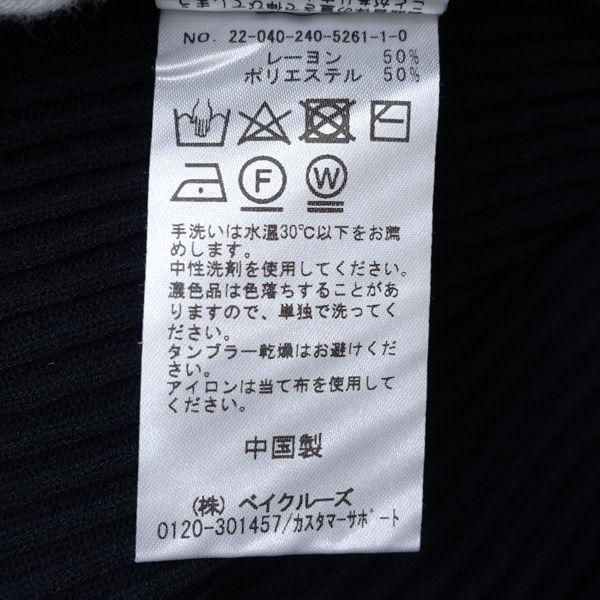 NO. 22-040-240-5261-1-0
レーヨン 50%
ポリエステル 50%
F W
手洗いは水温30℃以下をお薦
めします。
中性洗剤を使用してください。
濃色品は色落ちすることがあ
りますので、単独で洗ってく
ださい。
タンブラー乾燥はお避けくだ
さい。
アイロンは当て布を使用して
ください。
中国製
(株) ベイクルーズ
0120-301457/カスタマーサポート